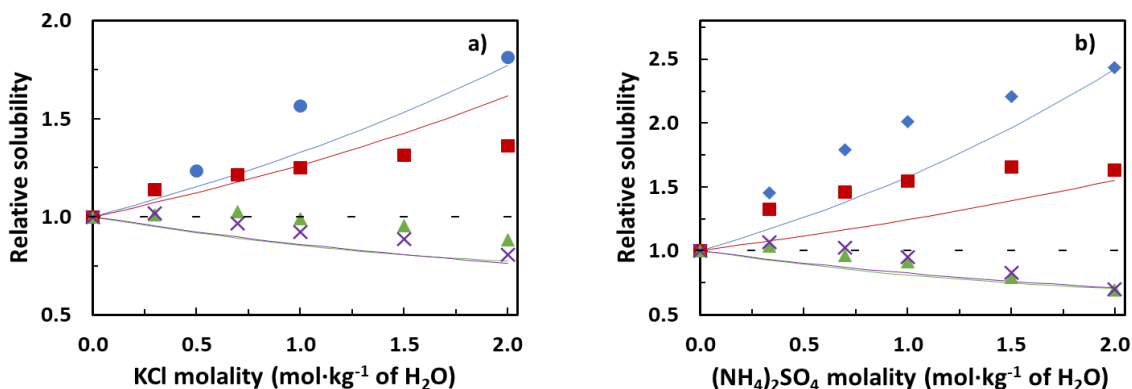 a)
Relative solubility
2.0
1.5
1.0
0.5
0.0 0.5 1.0 1.5 2.0
KCl molality (mol·kg⁻¹ of H₂O)
b)
Relative solubility
2.5
2.0
1.5
1.0
0.5
0.0 0.5 1.0 1.5 2.0
(NH₄)₂SO₄ molality (mol·kg⁻¹ of H₂O)